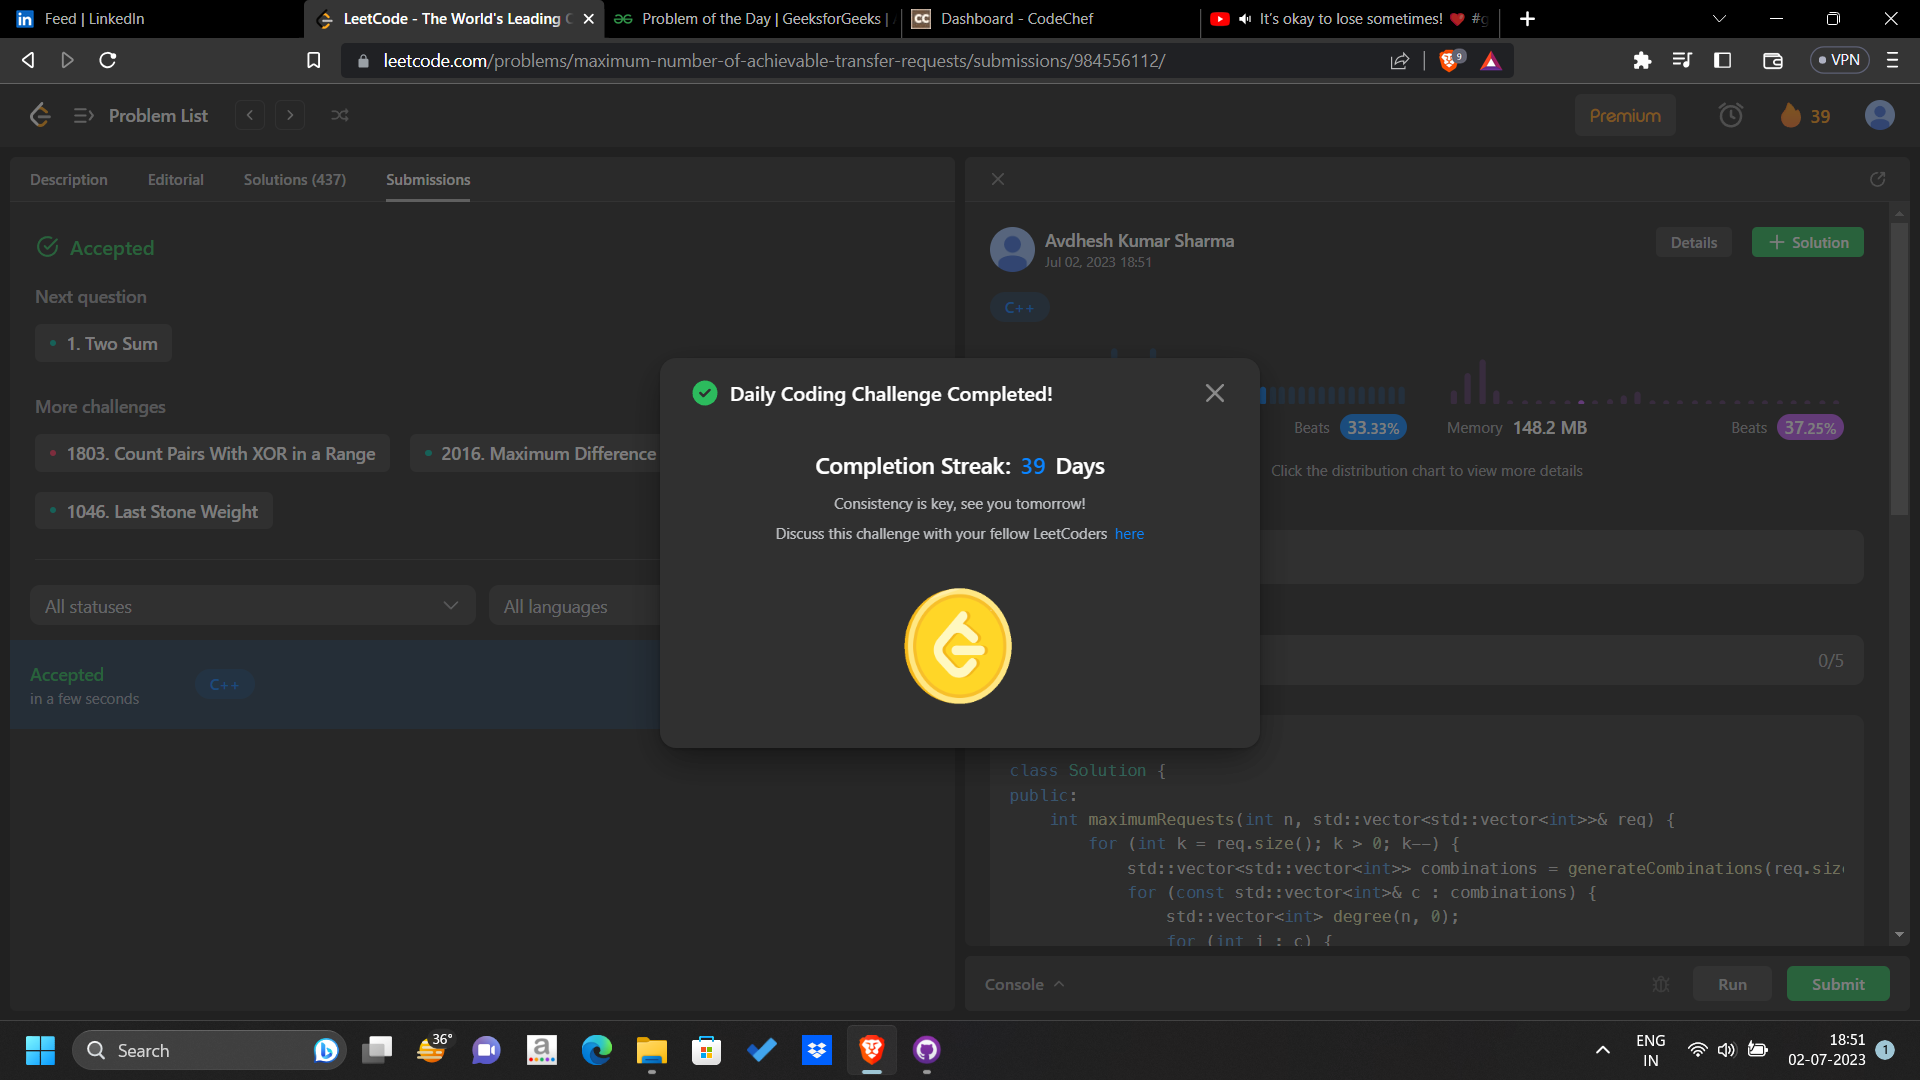 Feed | LinkedIn
LeetCode - The World's Leading
Problem of the Day | GeeksforGeeks |
CC Dashboard - CodeChef
It's okay to lose sometimes! ❤️ #g
leetcode.com/problems/maximum-number-of-achievable-transfer-requests/submissions/984556112/
9
VPN
Problem List
Premium
39
Description
Editorial
Solutions (437)
Submissions
Accepted
Next question
1. Two Sum
More challenges
1803. Count Pairs With XOR in a Range
2016. Maximum Difference
1046. Last Stone Weight
All statuses
All languages
Accepted
in a few seconds
C++
Daily Coding Challenge Completed!
Completion Streak: 39 Days
Consistency is key, see you tomorrow!
Discuss this challenge with your fellow LeetCoders here
Avdhesh Kumar Sharma
Jul 02, 2023 18:51
Details
+ Solution
C++
Beats 33.33%
Memory 148.2 MB
Beats 37.25%
Click the distribution chart to view more details
0/5
class Solution {
public:
int maximumRequests(int n, std::vector<std::vector<int>>& req) {
for (int k = req.size(); k > 0; k--) {
std::vector<std::vector<int>> combinations = generateCombinations(req.siz
for (const std::vector<int>& c : combinations) {
std::vector<int> degree(n, 0);
for (int i : c) {
Console
Run
Submit
Search
36°
a
ENG
IN
18:51
02-07-2023
1